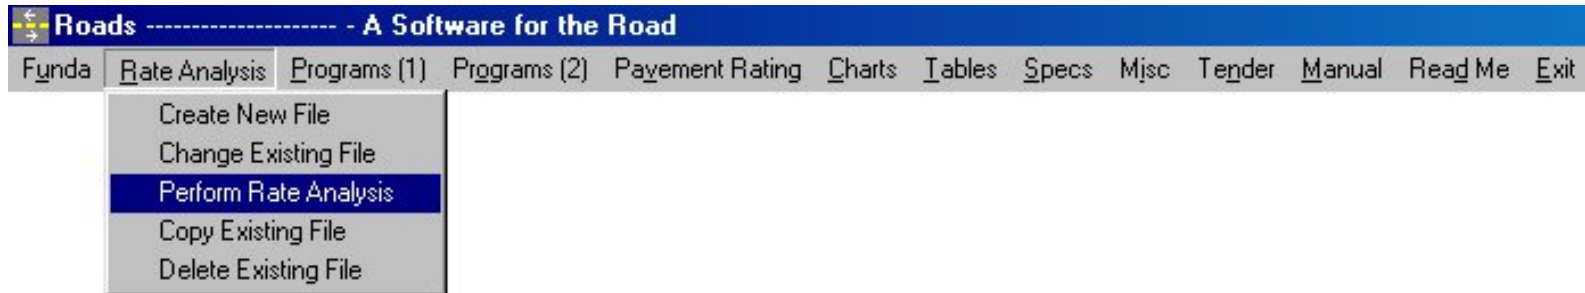 Roads --------------------- - A Software for the Road
Funda Rate Analysis Programs (1) Programs (2) Pavement Rating Charts Tables Specs Misc Tender Manual Read Me Exit
Create New File
Change Existing File
Perform Rate Analysis
Copy Existing File
Delete Existing File